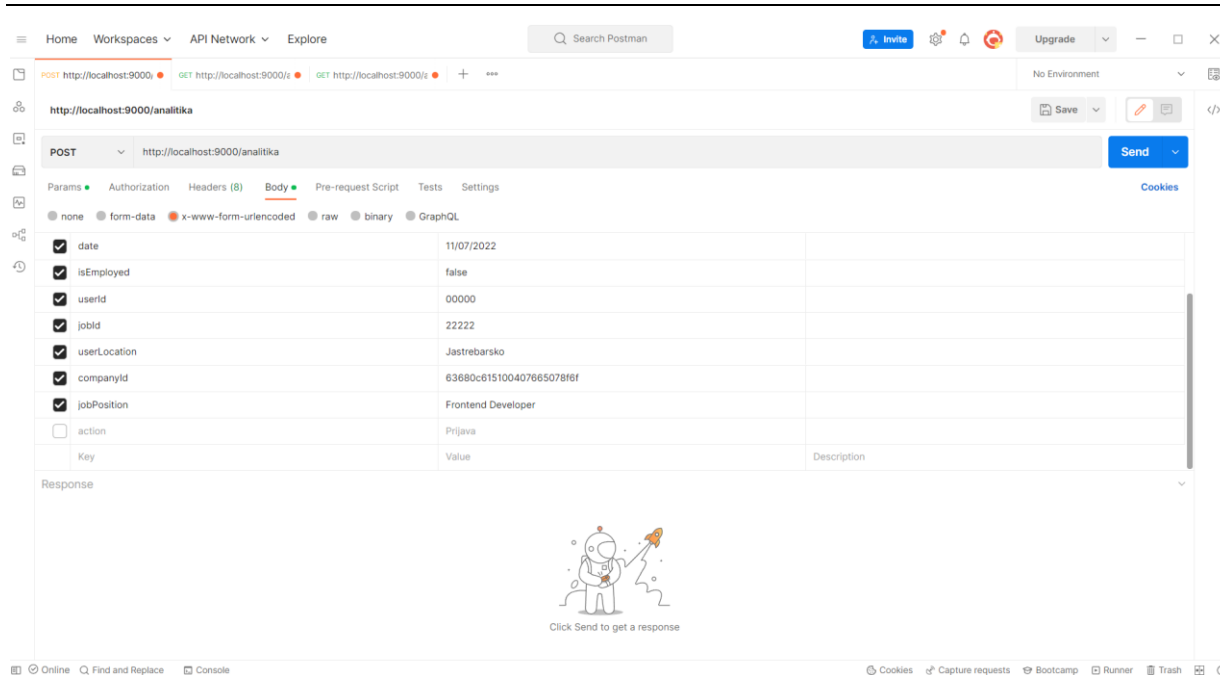 Home Workspaces API Network Explore Search Postman Invite Upgrade
POST http://localhost:9000/ GET http://localhost:9000/a GET http://localhost:9000/a No Environment
http://localhost:9000/analitika Save
POST http://localhost:9000/analitika Send
Params Authorization Headers (8) Body Pre-request Script Tests Settings Cookies
none form-data x-www-form-urlencoded raw binary GraphQL
date 11/07/2022
isEmployed false
userId 00000
jobId 22222
userLocation Jastrebarsko
companyId 63680c615100407665078f6f
jobPosition Frontend Developer
action Prijava
Key Value Description
Response
Click Send to get a response
Online Find and Replace Console Cookies Capture requests Bootcamp Runner Trash